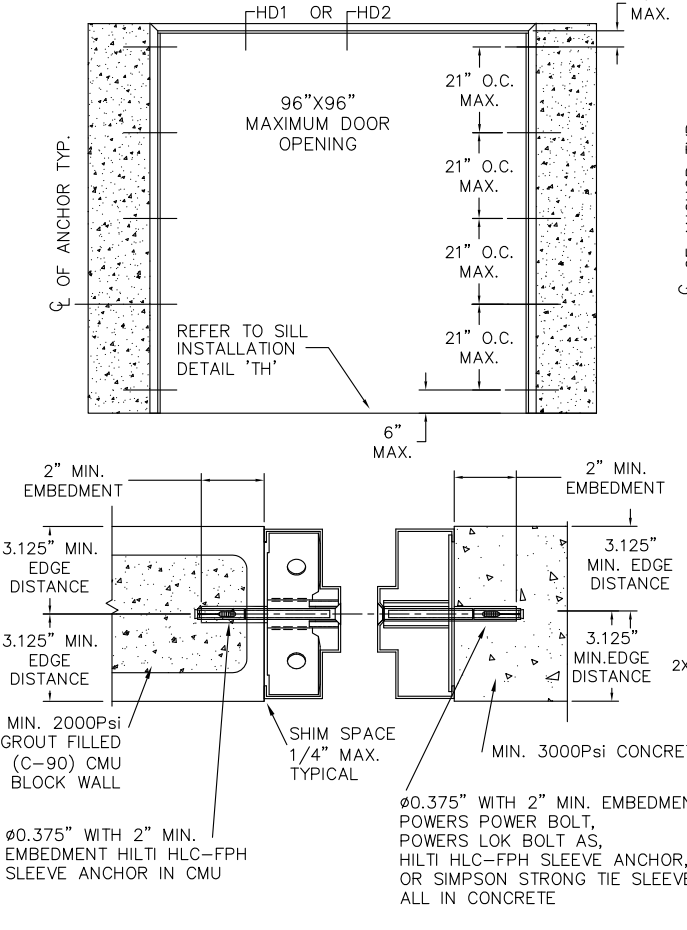 HD1 OR HD2
MAX.
96"X96"
MAXIMUM DOOR
OPENING
21" O.C.
MAX.
21" O.C.
MAX.
21" O.C.
MAX.
21" O.C.
MAX.
℄ OF ANCHOR TYP.
REFER TO SILL
INSTALLATION
DETAIL 'TH'
6"
MAX.
2" MIN.
EMBEDMENT
2" MIN.
EMBEDMENT
3.125" MIN.
EDGE
DISTANCE
3.125"
MIN. EDGE
DISTANCE
3.125" MIN.
EDGE
DISTANCE
3.125"
MIN.EDGE
DISTANCE
MIN. 2000Psi
GROUT FILLED
(C-90) CMU
BLOCK WALL
SHIM SPACE
1/4" MAX.
TYPICAL
MIN. 3000Psi
ø0.375" WITH 2" MIN.
EMBEDMENT HILTI HLC-FPH
SLEEVE ANCHOR IN CMU
ø0.375" WITH 2" MIN. EMBEDMEN
POWERS POWER BOLT,
POWERS LOK BOLT AS,
HILTI HLC-FPH SLEEVE ANCHOR,
OR SIMPSON STRONG TIE SLEEVE
ALL IN CONCRETE